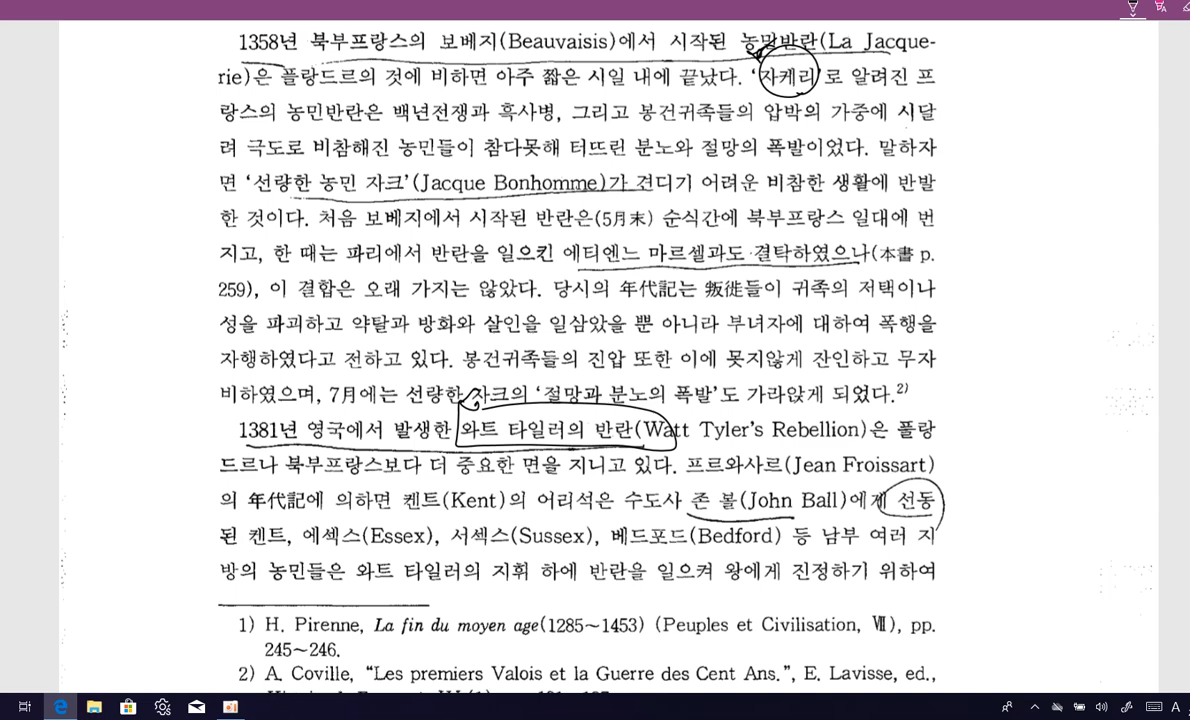 1358년 북부프랑스의 보베지(Beauvaisis)에서 시작된 농민반란(La Jacque-
rie)은 플랑드르의 것에 비하면 아주 짧은 시일 내에 끝났다. ‘자케리’로 알려진 프
랑스의 농민반란은 백년전쟁과 흑사병, 그리고 봉건귀족들의 압박의 가중에 시달
려 극도로 비참해진 농민들이 참다못해 터뜨린 분노와 절망의 폭발이었다. 말하자
면 ‘선량한 농민 자크’(Jacque Bonhomme)가 견디기 어려운 비참한 생활에 반발
한 것이다. 처음 보베지에서 시작된 반란은(5月末) 순식간에 북부프랑스 일대에 번
지고, 한 때는 파리에서 반란을 일으킨 에티엔느 마르셀과도 결탁하였으나(本書 p.
259), 이 결합은 오래 가지는 않았다. 당시의 年代記는 叛徒들이 귀족의 저택이나
성을 파괴하고 약탈과 방화와 살인을 일삼았을 뿐 아니라 부녀자에 대하여 폭행을
자행하였다고 전하고 있다. 봉건귀족들의 진압 또한 이에 못지않게 잔인하고 무자
비하였으며, 7月에는 선량한 자크의 ‘절망과 분노의 폭발’도 가라앉게 되었다.2)
1381년 영국에서 발생한 와트 타일러의 반란(Watt Tyler's Rebellion)은 플랑
드르나 북부프랑스보다 더 중요한 면을 지니고 있다. 프르와사르(Jean Froissart)
의 年代記에 의하면 켄트(Kent)의 어리석은 수도사 존 볼(John Ball)에게 선동
된 켄트, 에섹스(Essex), 서섹스(Sussex), 베드포드(Bedford) 등 남부 여러 지
방의 농민들은 와트 타일러의 지휘 하에 반란을 일으켜 왕에게 진정하기 위하여
1) H. Pirenne, La fin du moyen age(1285~1453) (Peuples et Civilisation, Ⅶ), pp.
245~246.
2) A. Coville, “Les premiers Valois et la Guerre des Cent Ans.”, E. Lavisse, ed.,